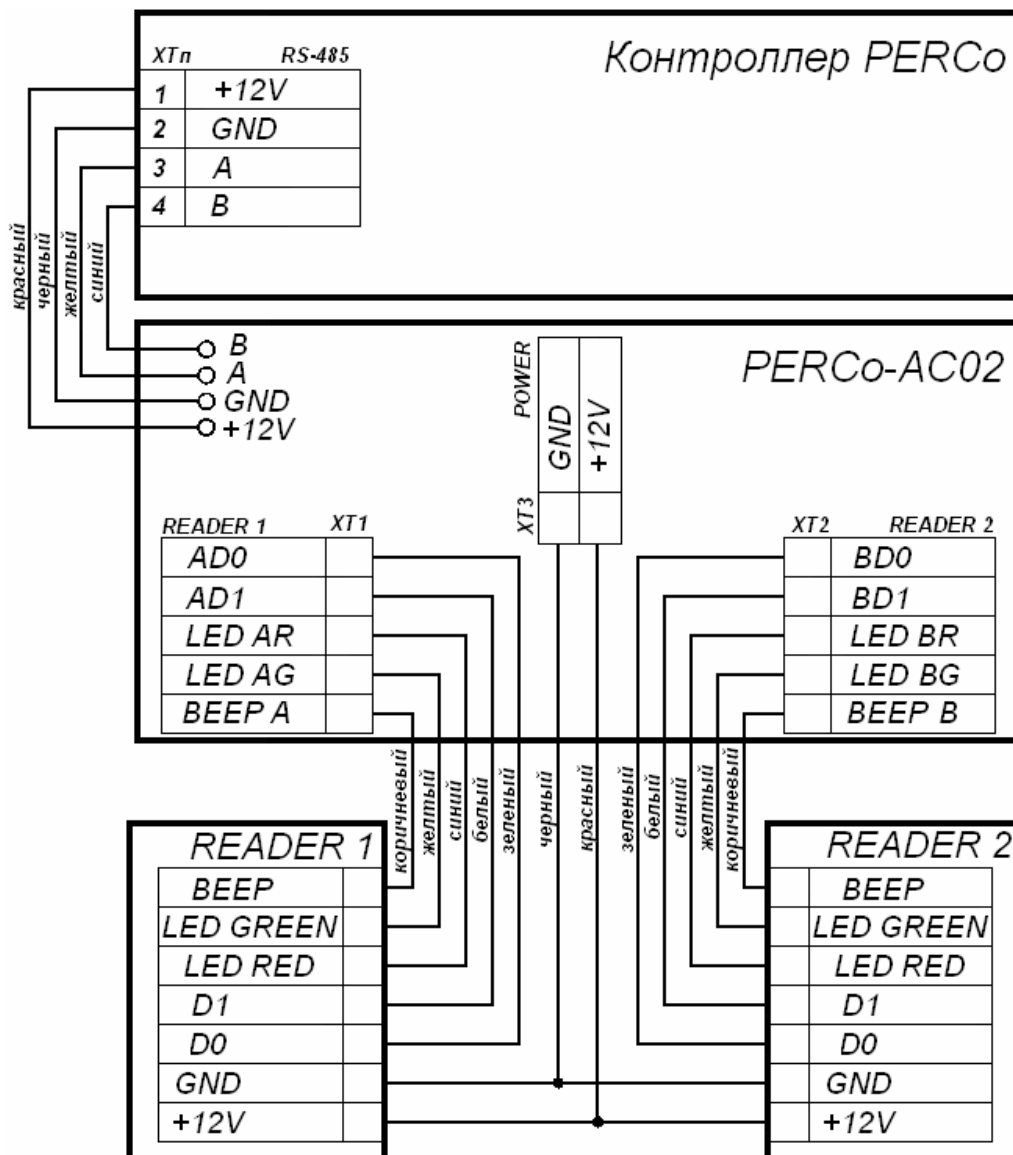 Контроллер PERCo
XTn RS-485
1 +12V
2 GND
3 A
4 B
красный
черный
желтый
синий
B
A
GND
+12V
POWER
GND
+12V
XT3
PERCo-AC02
READER 1 XT1
AD0
AD1
LED AR
LED AG
BEEP A
XT2 READER 2
BD0
BD1
LED BR
LED BG
BEEP B
коричневый
желтый
синий
белый
зеленый
черный
красный
зеленый
белый
синий
желтый
коричневый
READER 1
BEEP
LED GREEN
LED RED
D1
D0
GND
+12V
READER 2
BEEP
LED GREEN
LED RED
D1
D0
GND
+12V